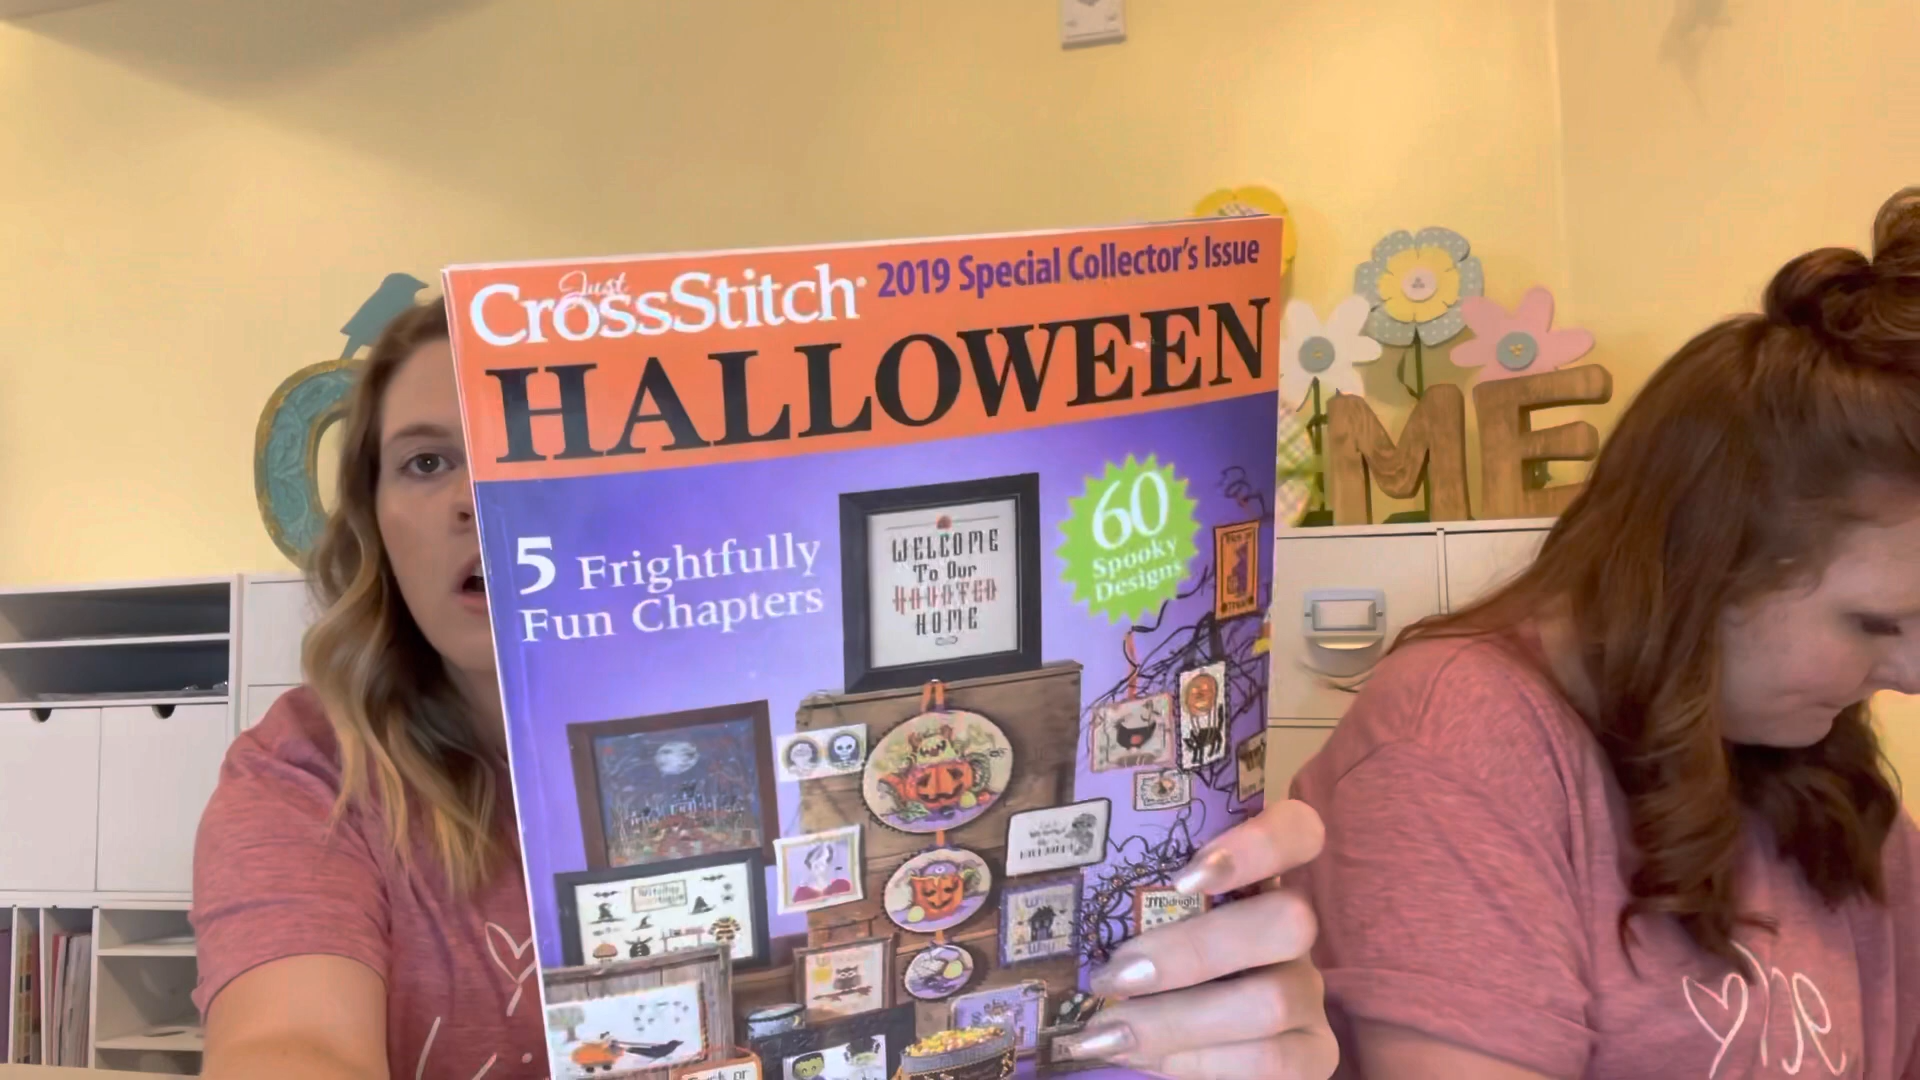 Just
CrossStitch
2019 Special Collector's Issue
HALLOWEEN
5 Frightfully
Fun Chapters
60
Spooky
Designs
WELCOME
To Our
HAUNTED
HOME
Midnight
ME